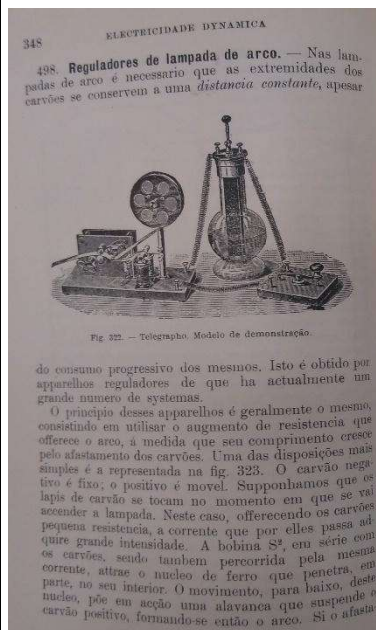 348
ELECTRICIDADE DYNAMICA
498. Reguladores de lampada de arco. — Nas lam-
padas de arco é necessario que as extremidades dos
carvões se conservem a uma distancia constante, apesar
Fig. 322. — Telegrapho. Modelo de demonstração.
do consumo progressivo dos mesmos. Isto é obtido por
apparelhos reguladores de que ha actualmente um
grande numero de systemas.
O principio desses apparelhos é geralmente o mesmo,
consistindo em utilisar o augmento de resistencia que
offerece o arco, á medida que seu comprimento cresce
pelo afastamento dos carvões. Uma das disposições mais
simples é a representada na fig. 323. O carvão nega-
tivo é fixo; o positivo é movel. Supponhamos que os
lapis de carvão se tocam no momento em que se vai
accender a lampada. Neste caso, offerecendo os carvões
pequena resistencia, a corrente que por elles passa ad-
quire grande intensidade. A bobina Sª, em série com
os carvões, sendo tambem percorrida pela mesma
corrente, attrae o nucleo de ferro que penetra, em
parte, no seu interior. O movimento, para baixo, deste
nucleo, põe em acção uma alavanca que suspende o
carvão positivo, formando-se então o arco. Si o afasta-